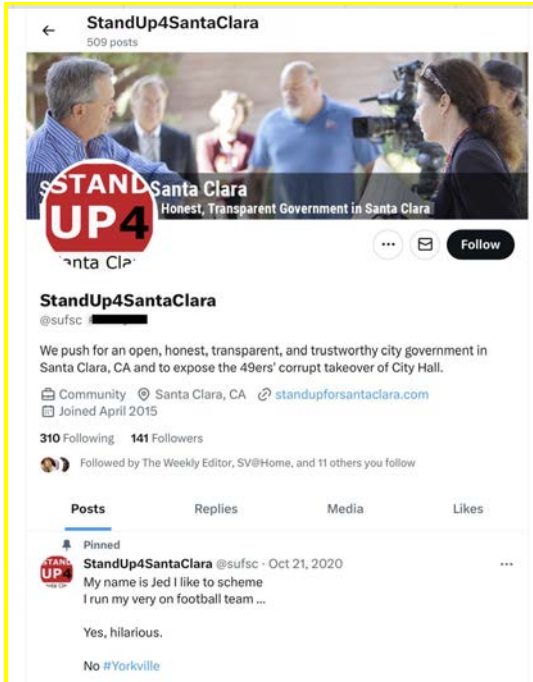 StandUp4SantaClara
509 posts
Santa Clara
Honest, Transparent Government in Santa Clara
STAND
UP4
anta Cla
Follow
StandUp4SantaClara
@sufsc
We push for an open, honest, transparent, and trustworthy city government in
Santa Clara, CA and to expose the 49ers' corrupt takeover of City Hall.
Community Santa Clara, CA standupforsantaclara.com
Joined April 2015
310 Following 141 Followers
Followed by The Weekly Editor, SV@Home, and 11 others you follow
Posts Replies Media Likes
Pinned
STAND
UP4
StandUp4SantaClara @sufsc · Oct 21, 2020
My name is Jed I like to scheme
I run my very on football team ...
Yes, hilarious.
No #Yorkville